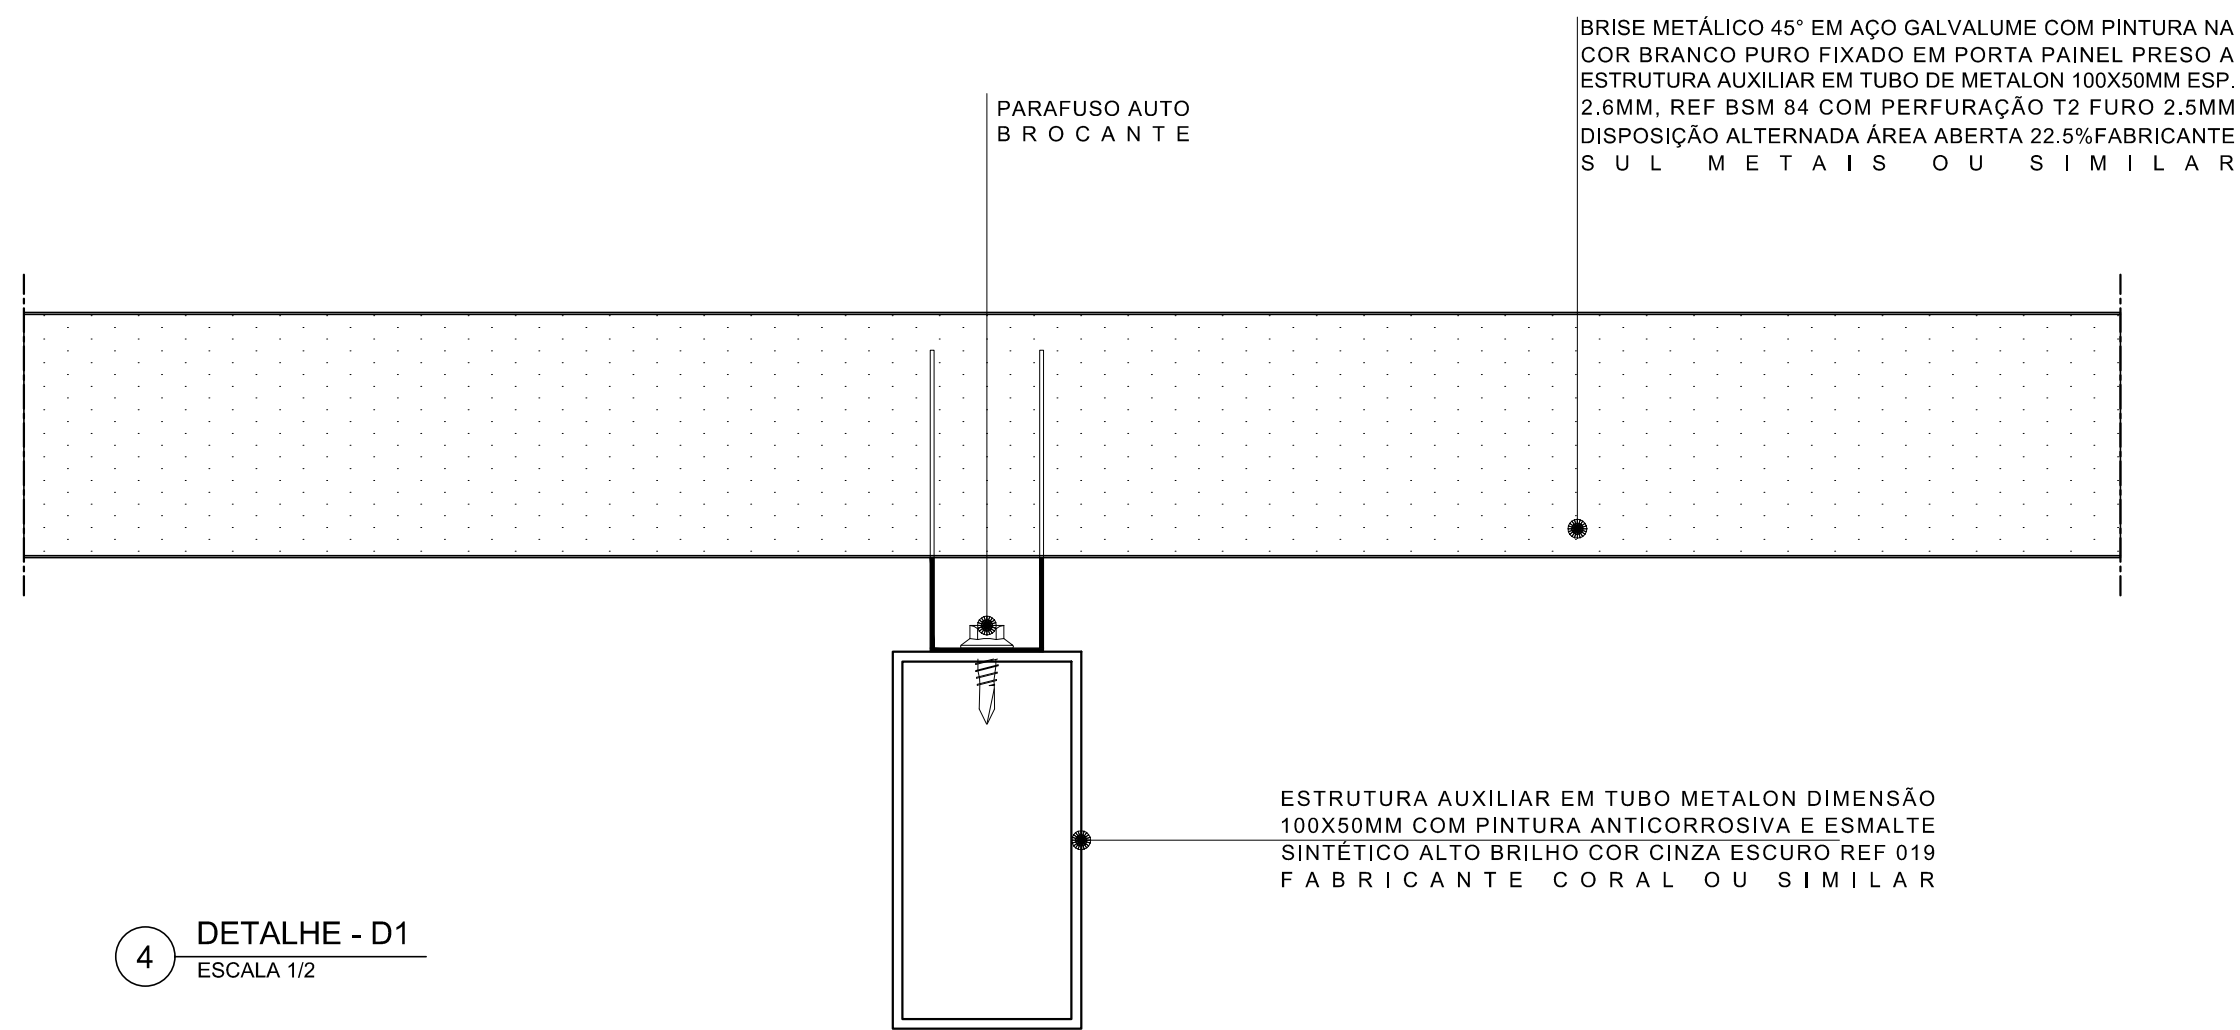 BRISE METÁLICO 45° EM AÇO GALVALUME COM PINTURA NA
COR BRANCO PURO FIXADO EM PORTA PAINEL PRESO A
ESTRUTURA AUXILIAR EM TUBO DE METALON 100X50MM ESP.
2.6MM, REF BSM 84 COM PERFURAÇÃO T2 FURO 2.5MM
DISPOSIÇÃO ALTERNADA ÁREA ABERTA 22.5%FABRICANTE
SUL METAIS OU SIMILAR
PARAFUSO AUTO
BROCANTE
ESTRUTURA AUXILIAR EM TUBO METALON DIMENSÃO
100X50MM COM PINTURA ANTICORROSIVA E ESMALTE
SINTÉTICO ALTO BRILHO COR CINZA ESCURO REF 019
FABRICANTE CORAL OU SIMILAR
4
DETALHE - D1
ESCALA 1/2